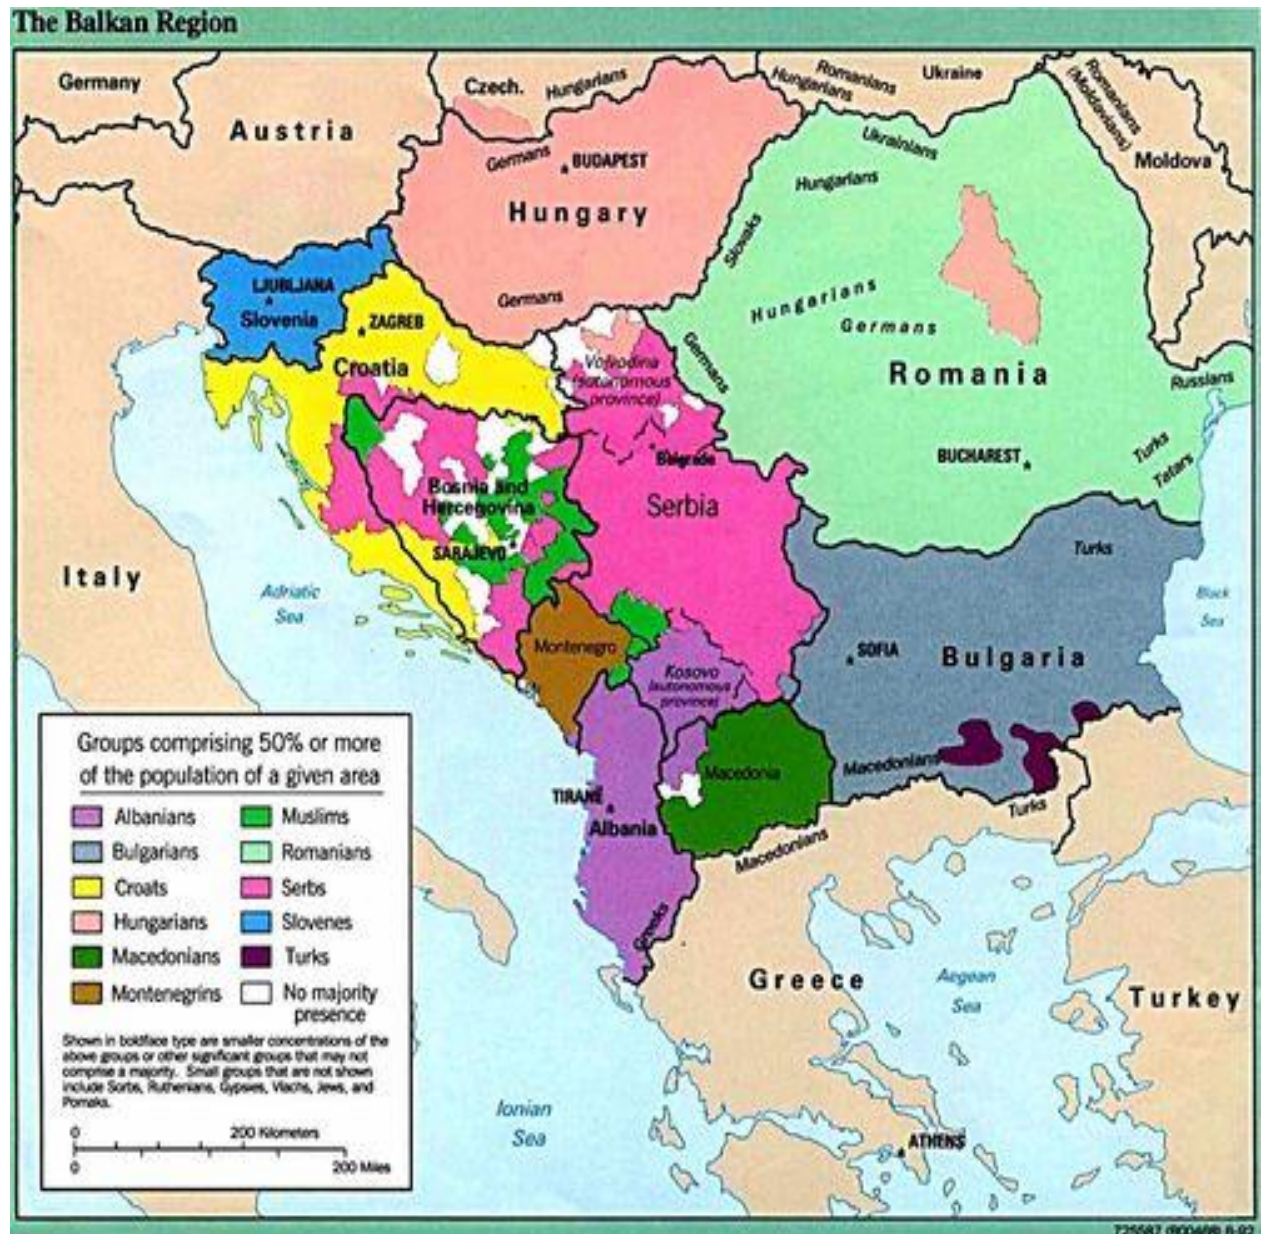 The Balkan Region
Germany
Austria
Czech.
Hungarians
Hungarians
Romanians
Ukraine
Romanians
(Moldovians)
Moldova
Germans
BUDAPEST
Hungary
Ukrainians
Hungarians
Slovaks
LJUBLJANA
Slovenia
ZAGREB
Croatia
Germans
Hungarians
Germans
Romania
Vojvodina
(autonomous
province)
Germans
Russians
Belgrade
BUCHAREST
Turks
Tatars
Bosnia and
Hercegovina
SARAJEVO
Serbia
Italy
Adriatic
Sea
Turks
Black
Sea
Montenegro
Kosovo
(autonomous
province)
SOFIA
Bulgaria
Macedonians
Turks
Macedonia
Macedonians
TIRANË
Albania
Greeks
Greece
Aegean
Sea
Turkey
Ionian
Sea
ATHENS
Groups comprising 50% or more
of the population of a given area
Albanians
Muslims
Bulgarians
Romanians
Croats
Serbs
Hungarians
Slovenes
Macedonians
Turks
Montenegrins
No majority
presence
Shown in boldface type are smaller concentrations of the
above groups or other significant groups that may not
comprise a majority. Small groups that are not shown
include Sorbs, Ruthenians, Gypsies, Vlachs, Jews, and
Pomaks.
0 200 Kilometers
0 200 Miles